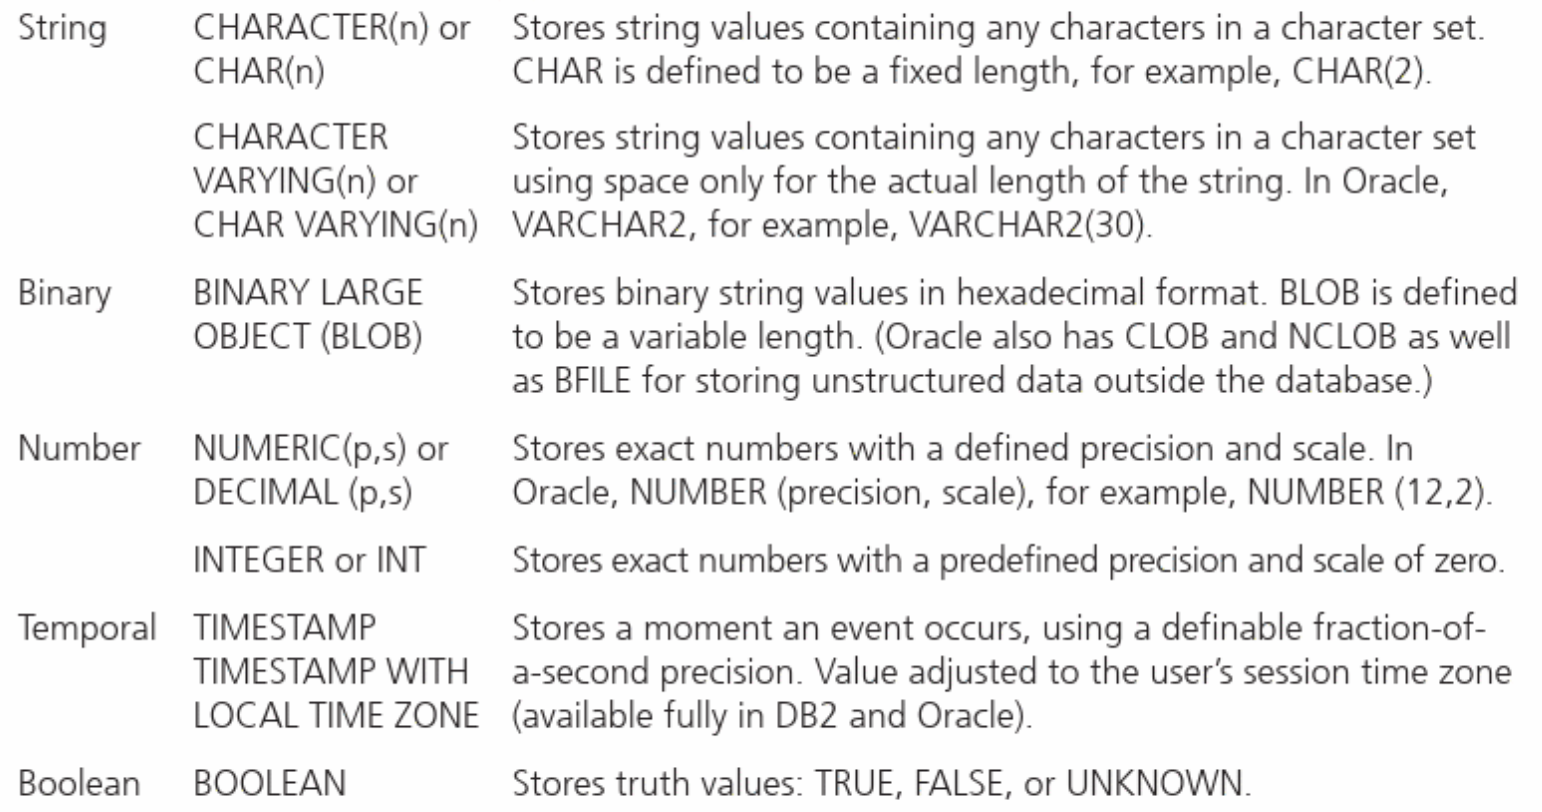 String CHARACTER(n) or Stores string values containing any characters in a character set.
CHAR(n) CHAR is defined to be a fixed length, for example, CHAR(2).
CHARACTER Stores string values containing any characters in a character set
VARYING(n) or using space only for the actual length of the string. In Oracle,
CHAR VARYING(n) VARCHAR2, for example, VARCHAR2(30).
Binary BINARY LARGE Stores binary string values in hexadecimal format. BLOB is defined
OBJECT (BLOB) to be a variable length. (Oracle also has CLOB and NCLOB as well
as BFILE for storing unstructured data outside the database.)
Number NUMERIC(p,s) or Stores exact numbers with a defined precision and scale. In
DECIMAL (p,s) Oracle, NUMBER (precision, scale), for example, NUMBER (12,2).
INTEGER or INT Stores exact numbers with a predefined precision and scale of zero.
Temporal TIMESTAMP Stores a moment an event occurs, using a definable fraction-of-
TIMESTAMP WITH a-second precision. Value adjusted to the user’s session time zone
LOCAL TIME ZONE (available fully in DB2 and Oracle).
Boolean BOOLEAN Stores truth values: TRUE, FALSE, or UNKNOWN.